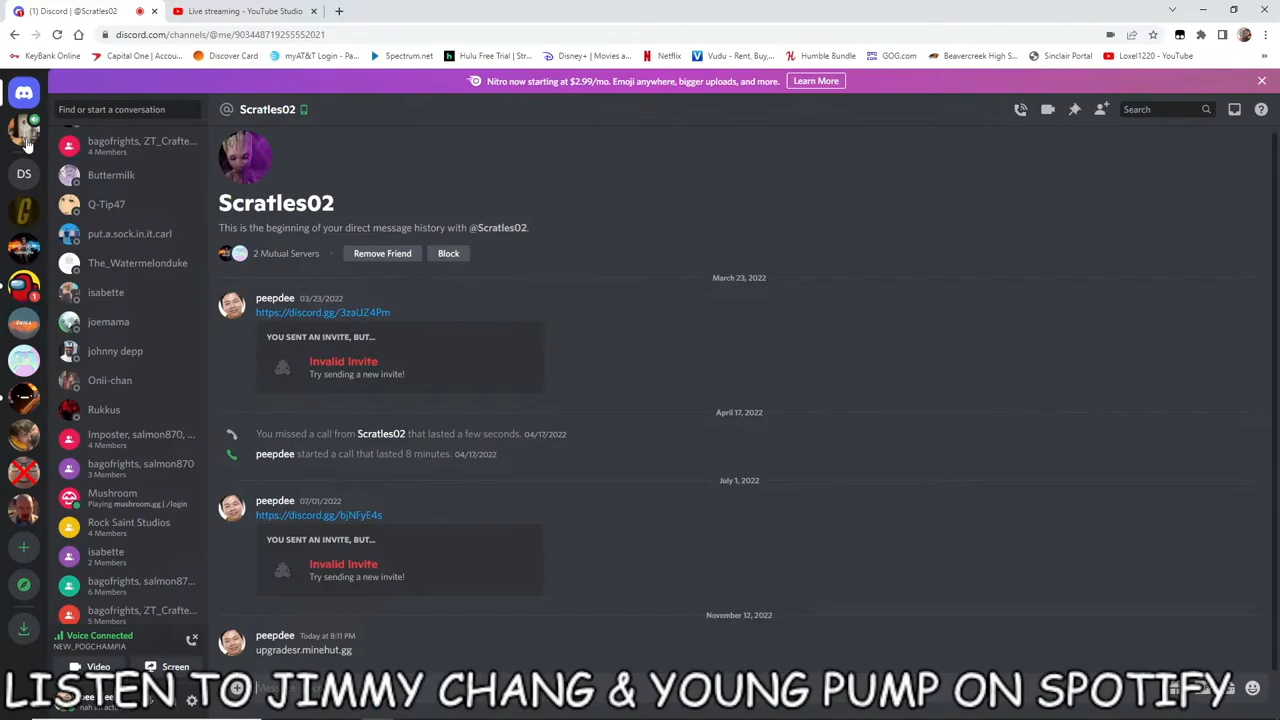 (1) Discord | @Scratles02
Live streaming - YouTube Studio
discord.com/channels/@me/903448719255552021
KeyBank Online
Capital One (Accou...
Discover Card
myAT&T | Payment...
Spectrum.net
Hulu Free Trial | Str...
Disney+ | Movies a...
Netflix
Vudu - Rent, Buy,...
Humble Bundle
GOG.com
Beavercreek High S...
Sinclair Portal
Loxel1220 - YouTube
Nitro now starting at $2.99/mo. Emoji anywhere, bigger uploads, and more.
Learn More
Find or start a conversation
Scratles02
Search
bagofrights, ZT_Crafte...
4 Members
DS
Buttermilk
Q-Tip47
put.a.sock.in.it.carl
The_Watermelonduke
isabette
joemama
johnny depp
Onii-chan
Rukkus
Imposter, salmon870, ...
4 Members
bagofrights, salmon870
3 Members
Mushroom
Playing mushroom.gg | /login
Rock Saint Studios
4 Members
isabette
2 Members
bagofrights, salmon87...
6 Members
bagofrights, ZT_Crafte...
5 Members
Voice Connected
NEW_POGCHAMPIA
Video
Screen
Scratles02
This is the beginning of your direct message history with @Scratles02.
2 Mutual Servers
Remove Friend
Block
March 23, 2022
peepdee 03/23/2022
https://discord.gg/3zaUZ4Pm
YOU SENT AN INVITE, BUT...
Invalid Invite
Try sending a new invite!
April 17, 2022
You missed a call from Scratles02 that lasted a few seconds. 04/17/2022
peepdee started a call that lasted 8 minutes. 04/17/2022
July 1, 2022
peepdee 07/01/2022
https://discord.gg/bjNFyE4s
YOU SENT AN INVITE, BUT...
Invalid Invite
Try sending a new invite!
November 12, 2022
peepdee Today at 8:11 PM
upgradesr.minehut.gg
LISTEN TO JIMMY CHANG & YOUNG PUMP ON SPOTIFY